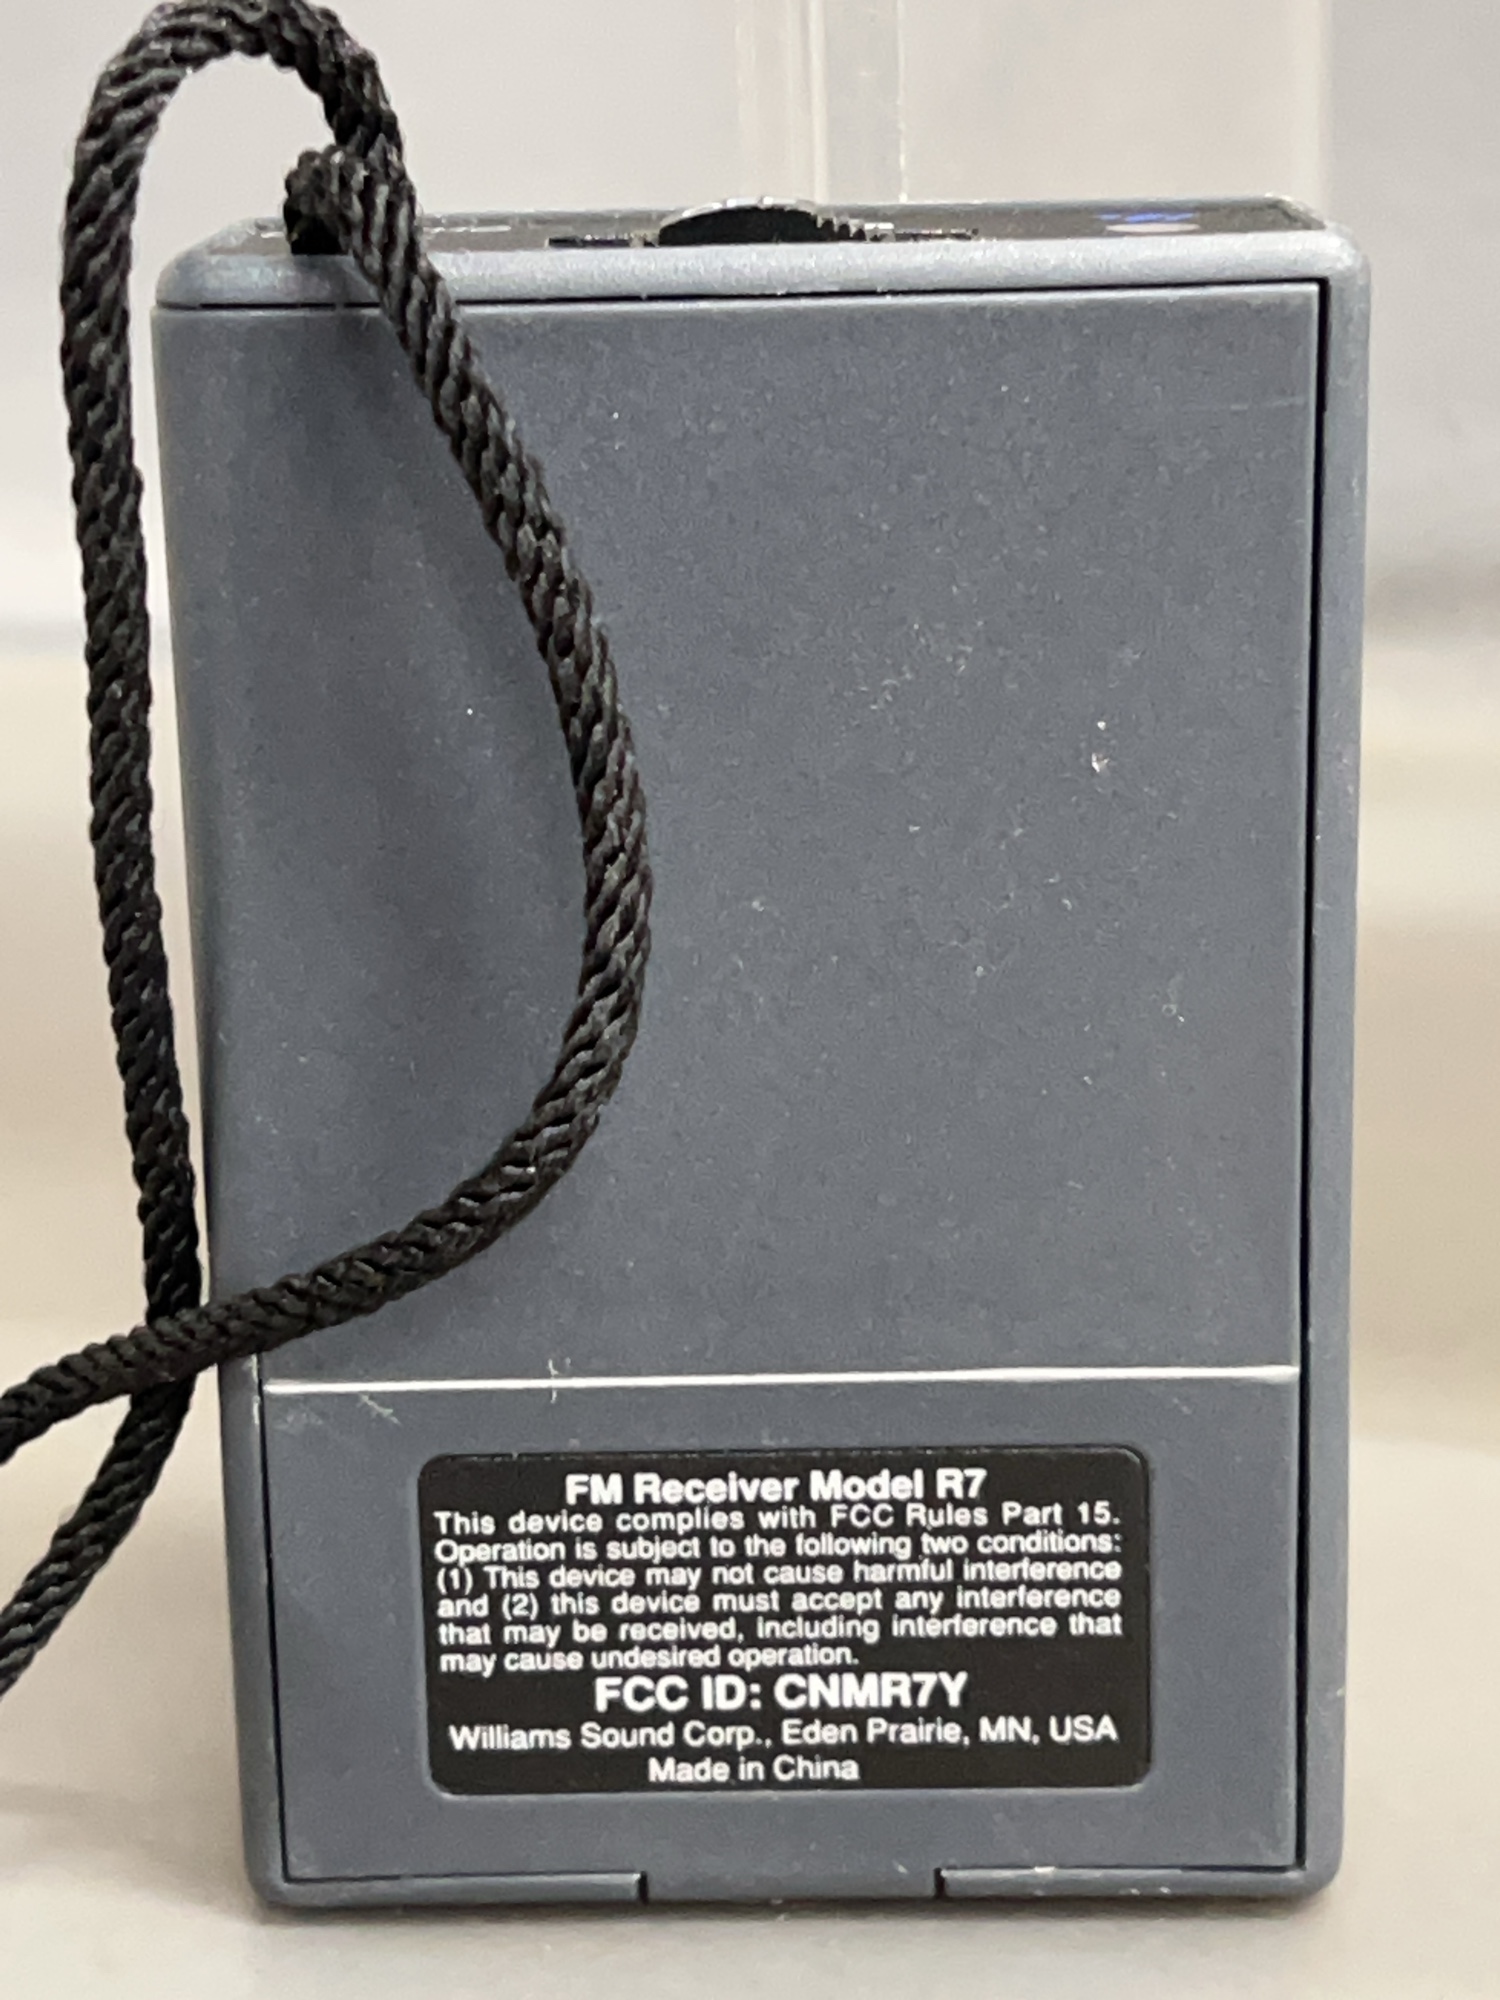 FM Receiver Model R7
This device complies with FCC Rules Part 15.
Operation is subject to the following two conditions:
(1) This device may not cause harmful interference
and (2) this device must accept any interference
that may be received, including interference that
may cause undesired operation.
FCC ID: CNMR7Y
Williams Sound Corp., Eden Prairie, MN, USA
Made in China